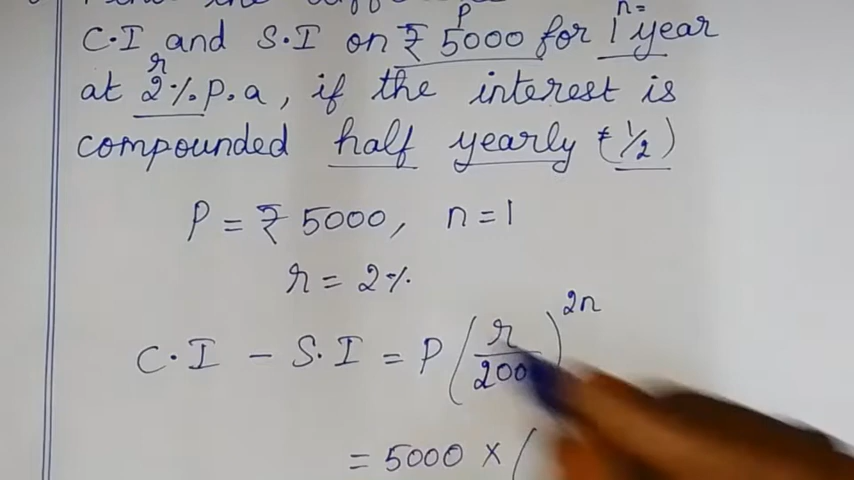 n=
P
C.I and S.I on ₹ 5000 for 1 year
r
at 2% p.a, if the interest is
compounded half yearly (1/2)
P = ₹ 5000, n = 1
r = 2%
C.I - S.I = P (r/200)^2n
= 5000 × (